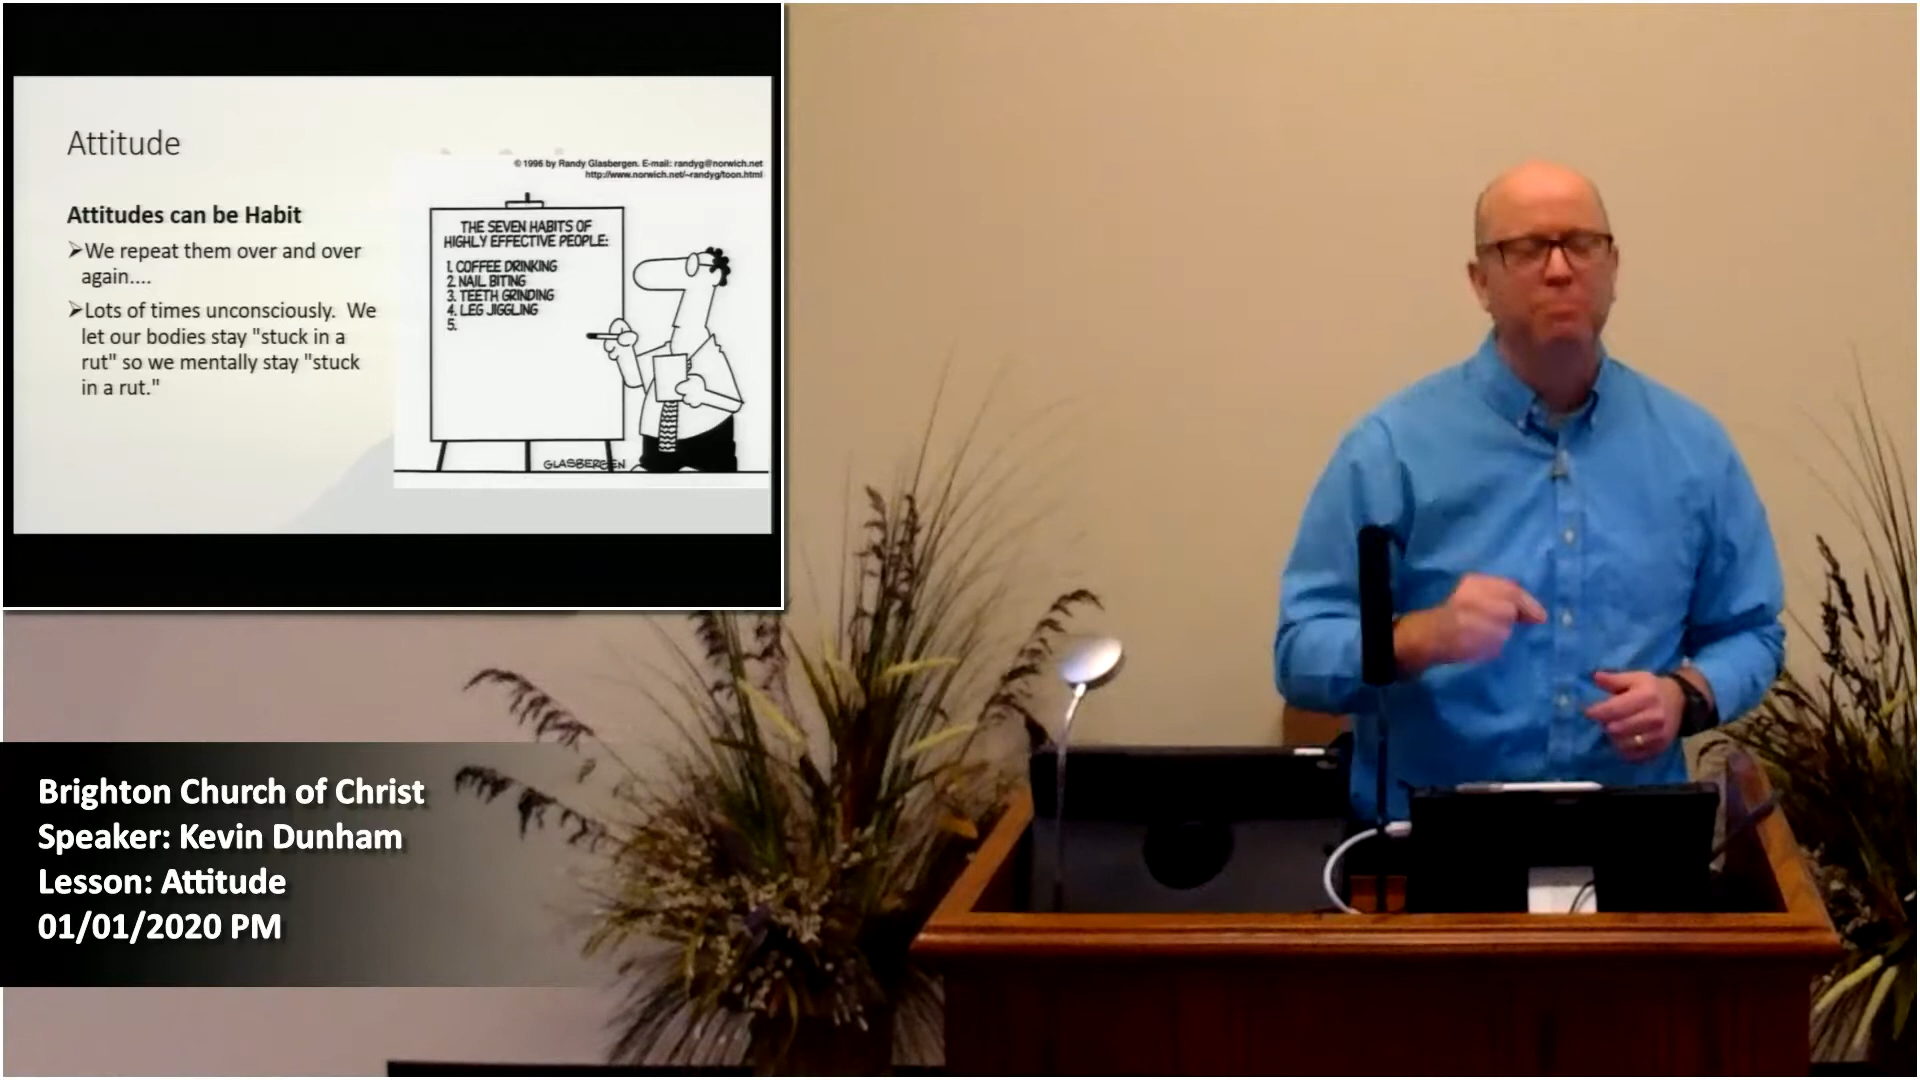 Attitude
© 1996 by Randy Glasbergen. E-mail: randyg@norwich.net
http://www.norwich.net/~randyg/toon.html
Attitudes can be Habit
➢We repeat them over and over
again....
➢Lots of times unconsciously. We
let our bodies stay "stuck in a
rut" so we mentally stay "stuck
in a rut."
THE SEVEN HABITS OF
HIGHLY EFFECTIVE PEOPLE:
1. COFFEE DRINKING
2. NAIL BITING
3. TEETH GRINDING
4. LEG JIGGLING
5.
GLASBERGEN
Brighton Church of Christ
Speaker: Kevin Dunham
Lesson: Attitude
01/01/2020 PM